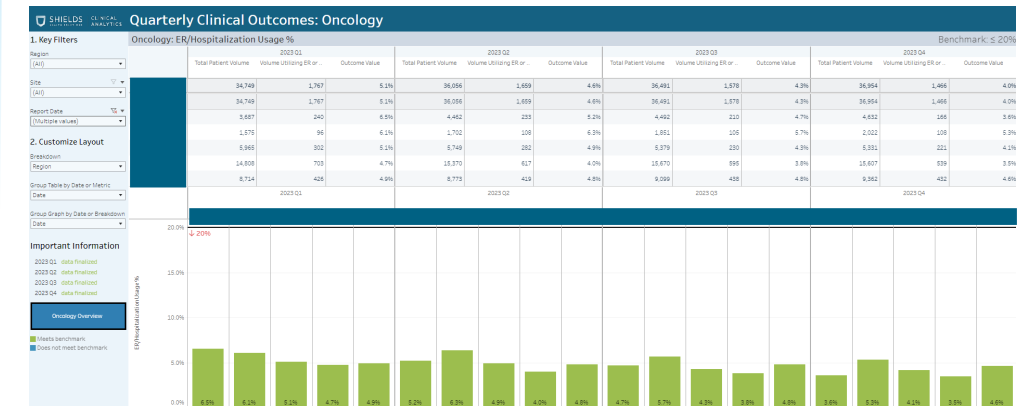 SHIELDS
HEALTH SOLUTIONS
CLINICAL
ANALYTICS
Quarterly Clinical Outcomes: Oncology
1. Key Filters
Region
(All)
Site
(All)
Report Date
(Multiple values)
2. Customize Layout
Breakdown
Region
Group Table by Date or Metric
Date
Group Graph by Date or Breakdown
Date
Important Information
2023 Q1 data finalized
2023 Q2 data finalized
2023 Q3 data finalized
2023 Q4 data finalized
Oncology Overview
Meets benchmark
Does not meet benchmark
Oncology: ER/Hospitalization Usage %
Benchmark: ≤ 20%
2023 Q1 2023 Q2 2023 Q3 2023 Q4
Total Patient Volume Volume Utilizing ER or .. Outcome Value Total Patient Volume Volume Utilizing ER or .. Outcome Value Total Patient Volume Volume Utilizing ER or .. Outcome Value Total Patient Volume Volume Utilizing ER or .. Outcome Value
34,749 1,767 5.1% 36,056 1,659 4.6% 36,491 1,578 4.3% 36,954 1,466 4.0%
34,749 1,767 5.1% 36,056 1,659 4.6% 36,491 1,578 4.3% 36,954 1,466 4.0%
3,687 240 6.5% 4,462 233 5.2% 4,492 210 4.7% 4,632 166 3.6%
1,575 96 6.1% 1,702 108 6.3% 1,851 105 5.7% 2,022 108 5.3%
5,965 302 5.1% 5,749 282 4.9% 5,379 230 4.3% 5,331 221 4.1%
14,808 703 4.7% 15,370 617 4.0% 15,670 595 3.8% 15,607 539 3.5%
8,714 426 4.9% 8,773 419 4.8% 9,099 438 4.8% 9,362 432 4.6%
2023 Q1 2023 Q2 2023 Q3 2023 Q4
20.0%
↓ 20%
15.0%
10.0%
5.0%
0.0%
ER/Hospitalization Usage %
6.5% 6.1% 5.1% 4.7% 4.9% 5.2% 6.3% 4.9% 4.0% 4.8% 4.7% 5.7% 4.3% 3.8% 4.8% 3.6% 5.3% 4.1% 3.5% 4.6%